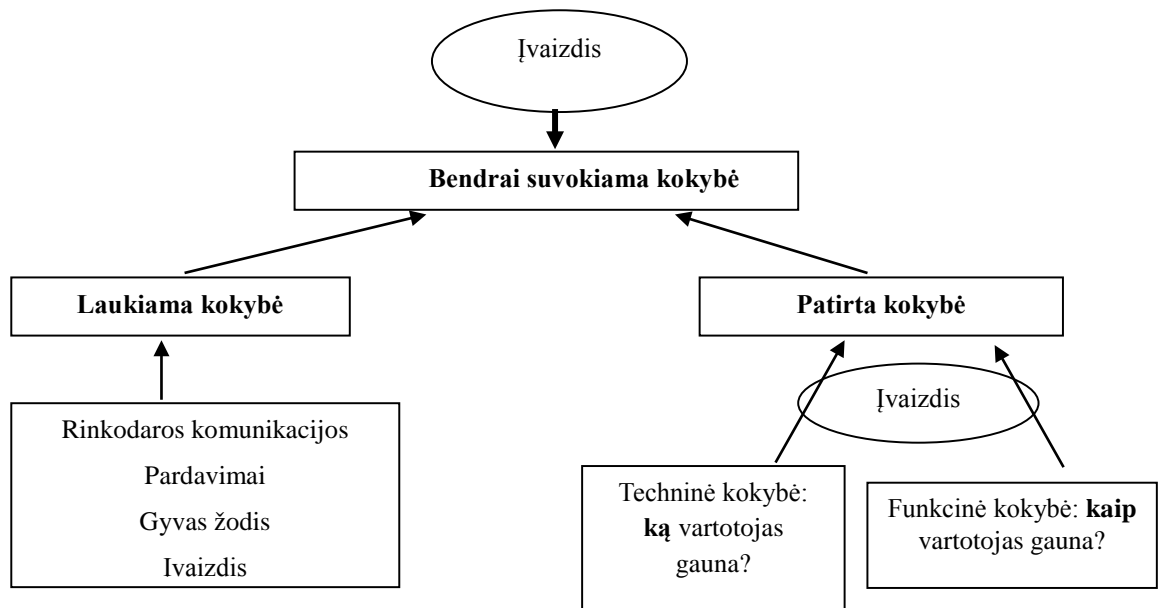 Įvaizdis
Bendrai suvokiama kokybė
Laukiama kokybė
Patirta kokybė
Rinkodaros komunikacijos
Pardavimai
Gyvas žodis
Ivaizdis
Įvaizdis
Techninė kokybė:
ką vartotojas
gauna?
Funkcinė kokybė: kaip
vartotojas gauna?